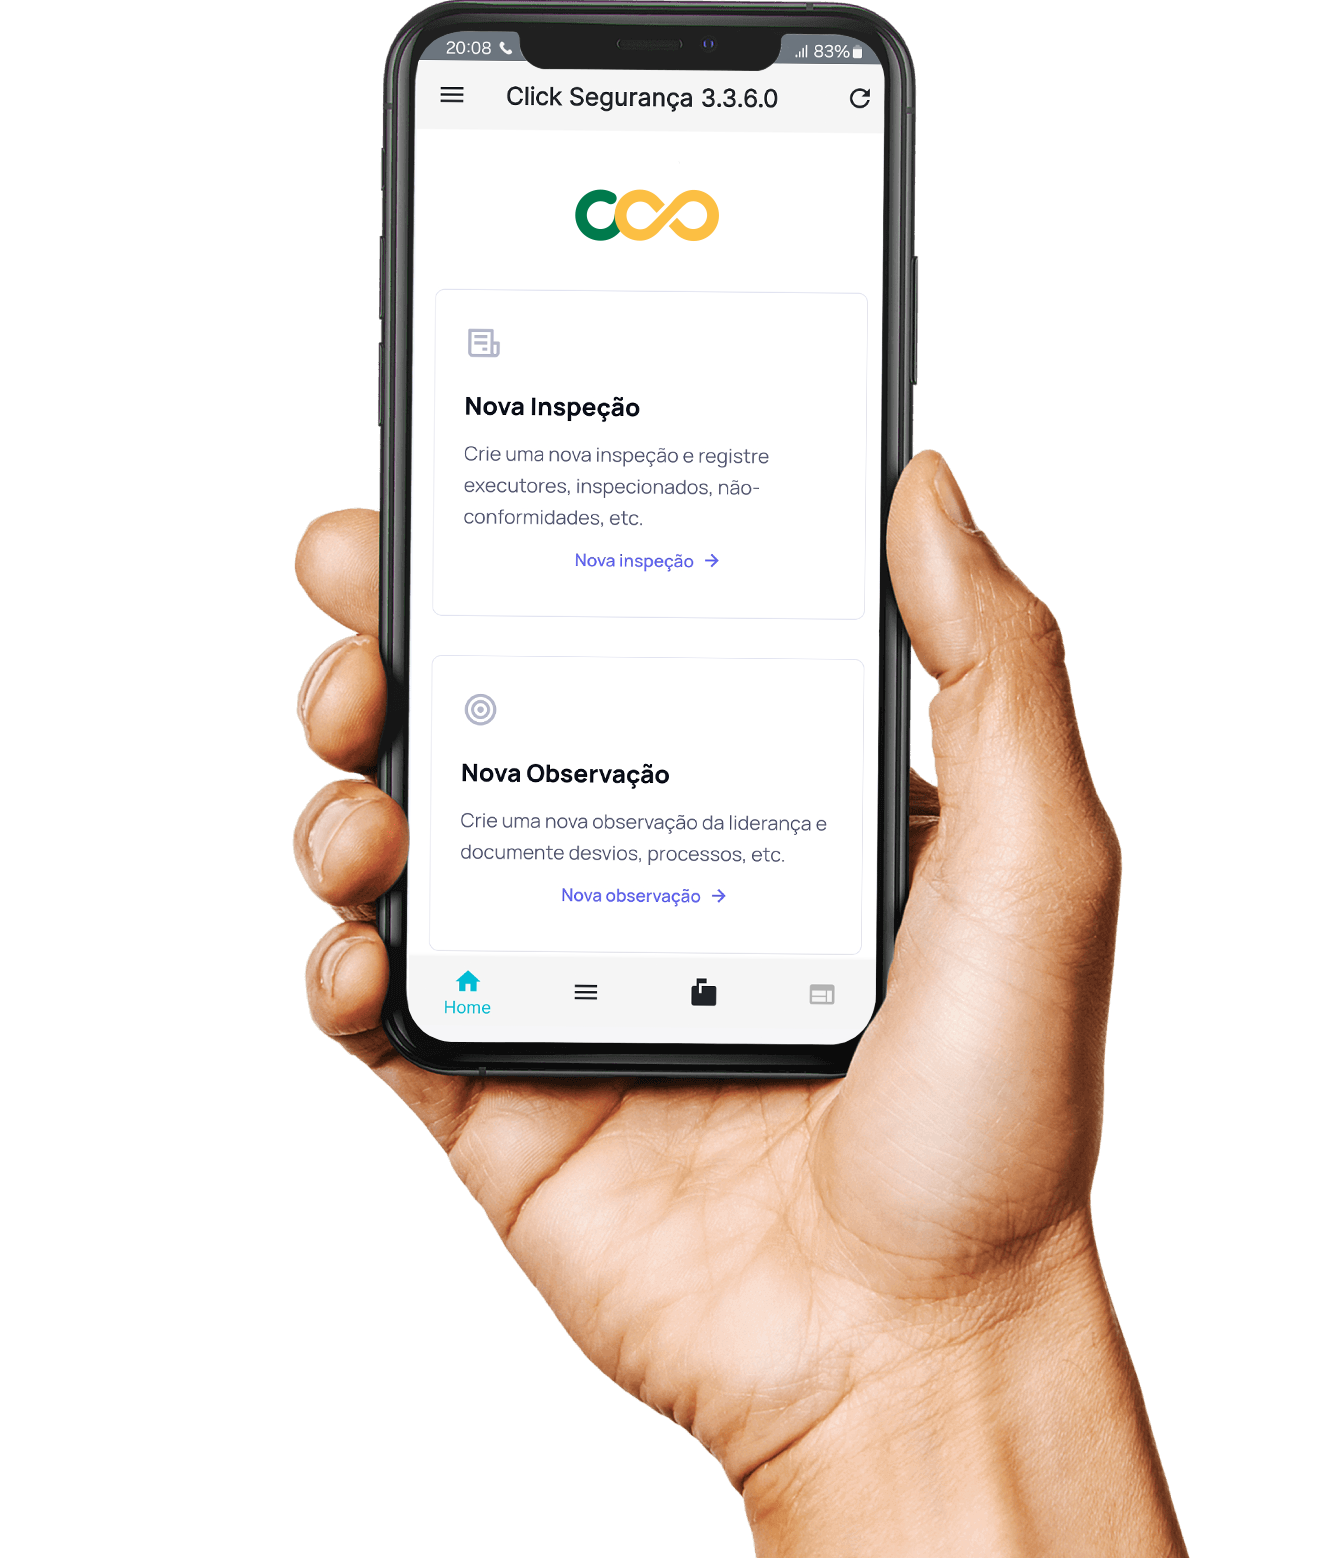 20:08 83%
Click Segurança 3.3.6.0
Nova Inspeção
Crie uma nova inspeção e registre
executores, inspecionados, não-
conformidades, etc.
Nova inspeção →
Nova Observação
Crie uma nova observação da liderança e
documente desvios, processos, etc.
Nova observação →
Home